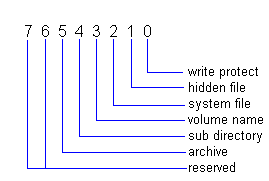 7 6 5 4 3 2 1 0
write protect
hidden file
system file
volume name
sub directory
archive
reserved